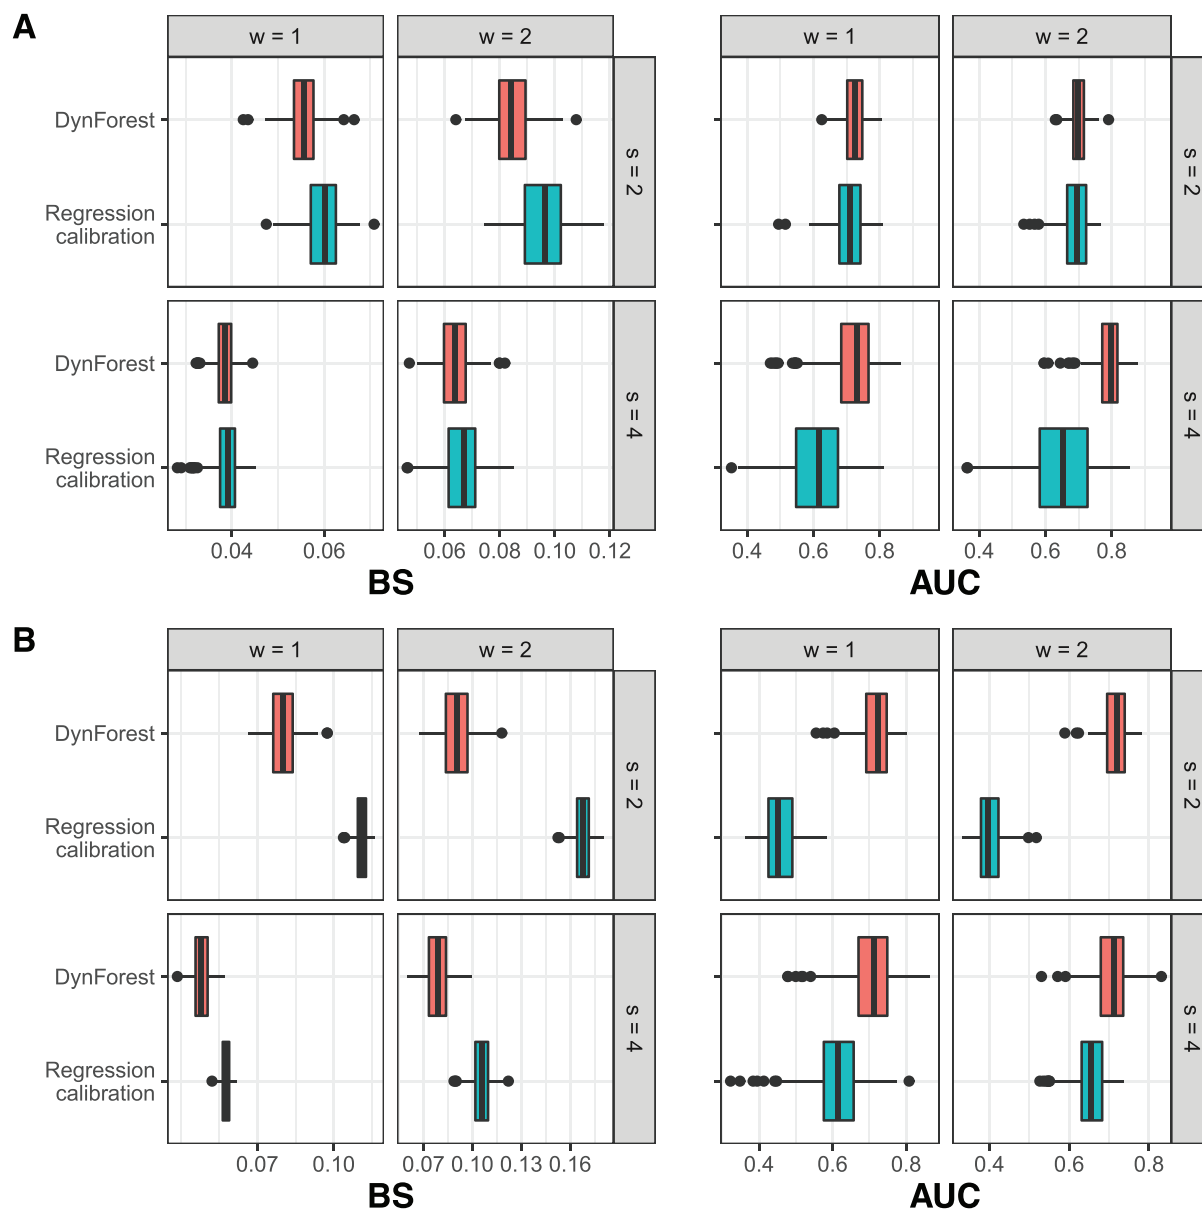 A
w = 1
w = 2
w = 1
w = 2
DynForest
Regression
calibration
s = 2
s = 2
DynForest
Regression
calibration
s = 4
s = 4
0.04 0.06
0.06 0.08 0.10 0.12
0.4 0.6 0.8
0.4 0.6 0.8
BS
AUC
B
w = 1
w = 2
w = 1
w = 2
DynForest
Regression
calibration
s = 2
s = 2
DynForest
Regression
calibration
s = 4
s = 4
0.07 0.10
0.07 0.10 0.13 0.16
0.4 0.6 0.8
0.4 0.6 0.8
BS
AUC